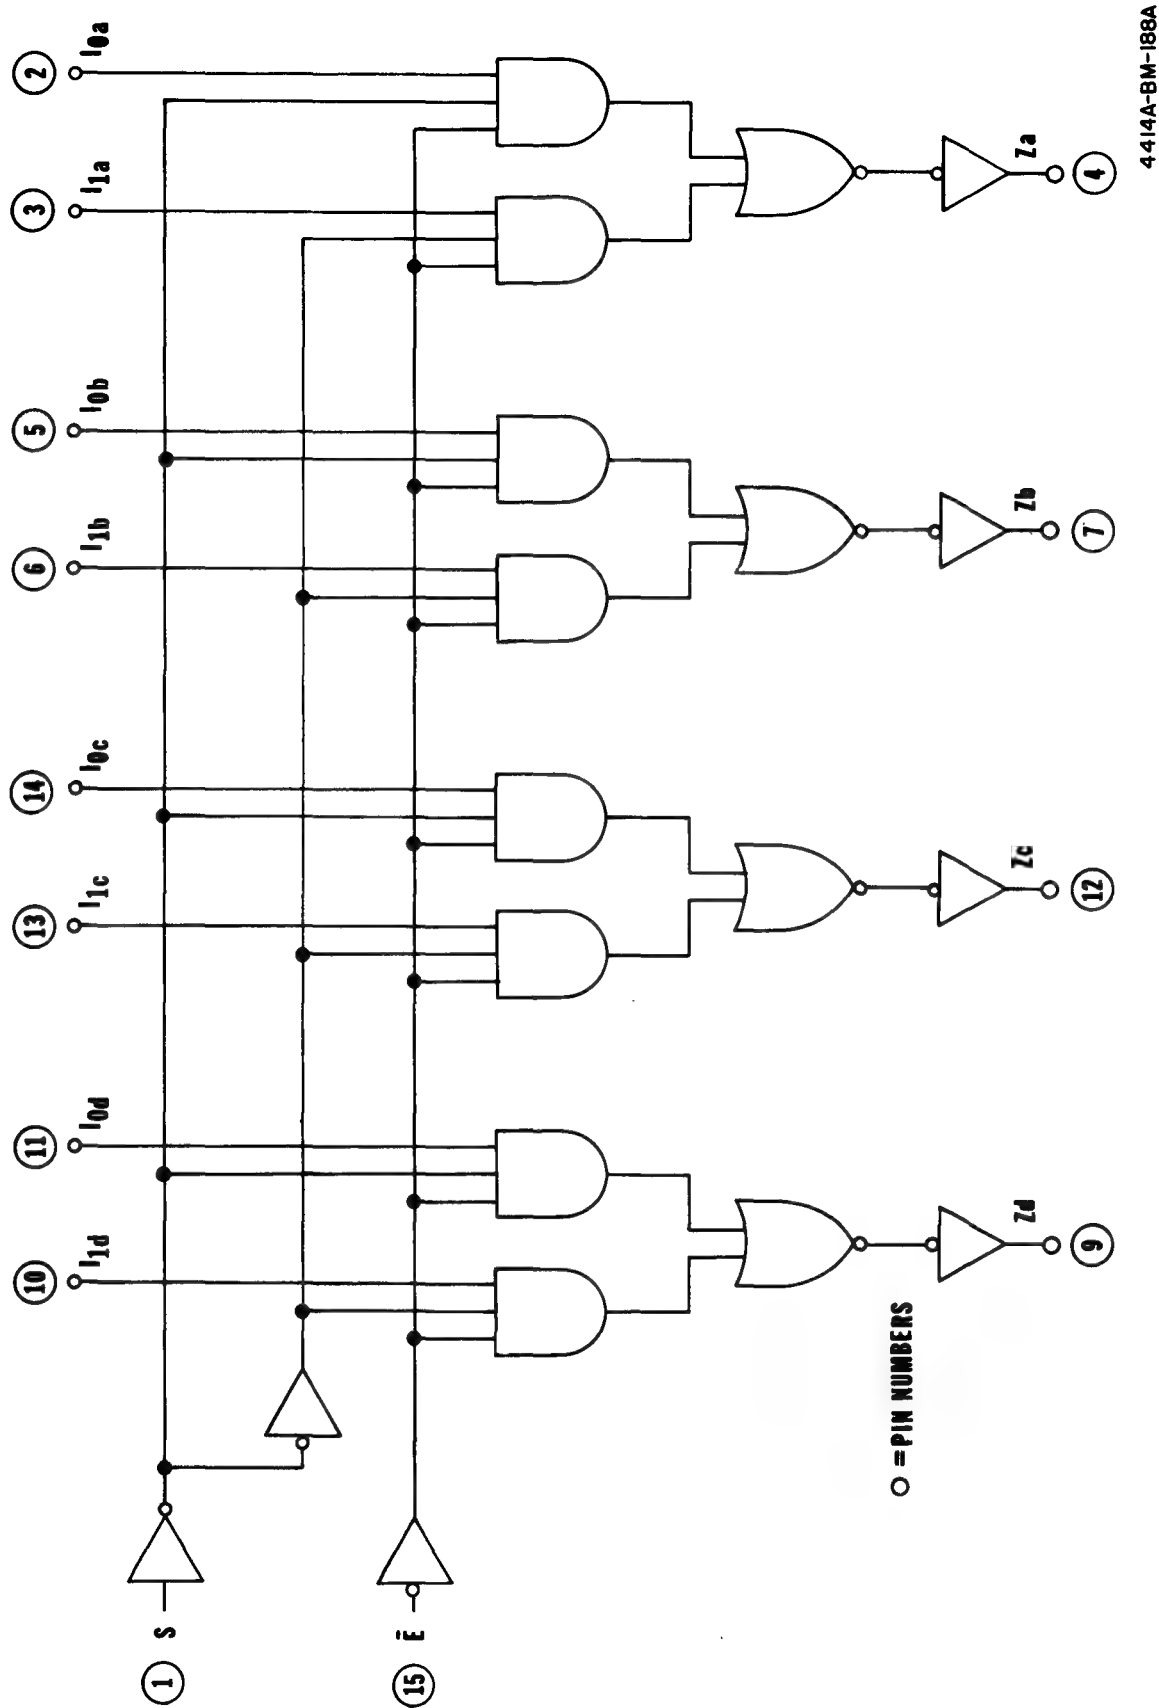 2 I0a
3 I1a
5 I0b
6 I1b
14 I0c
13 I1c
11 I0d
10 I1d
1 S
15 Ē
Za 4
Zb 7
Zc 12
Zd 9
○ = PIN NUMBERS
4414A-BM-188A